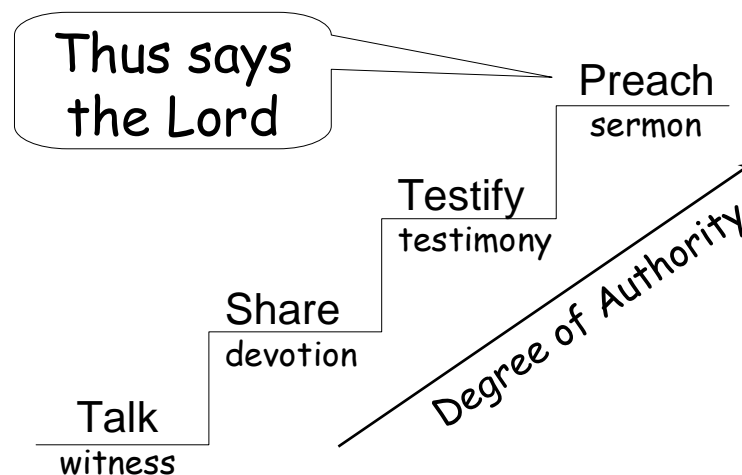 Thus says
the Lord
Preach
sermon
Testify
testimony
Share
devotion
Talk
witness
Degree of Authority